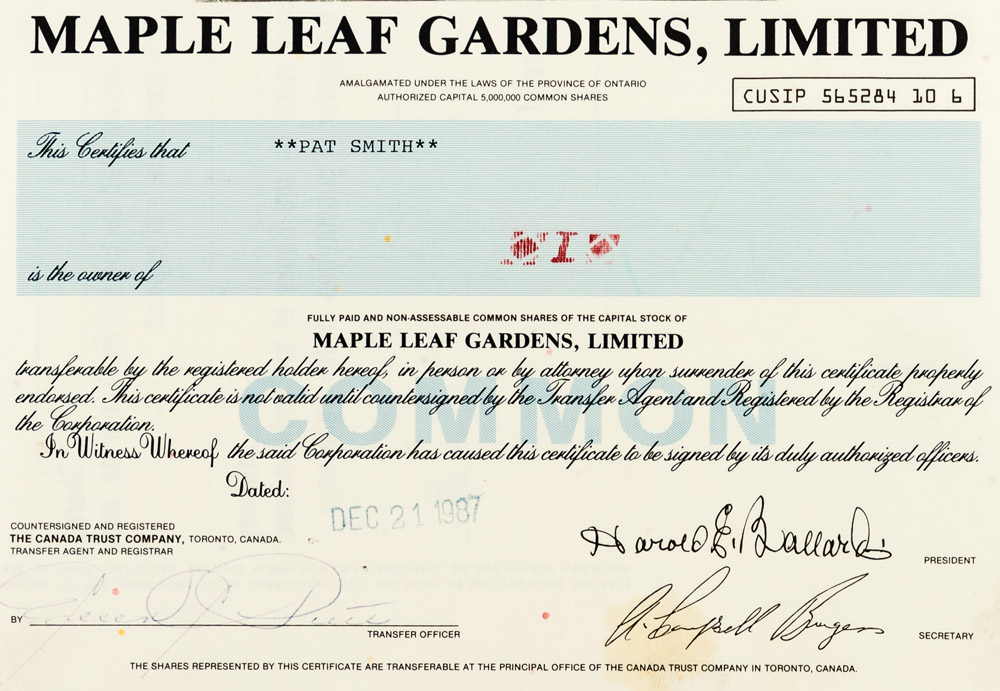 MAPLE LEAF GARDENS, LIMITED
AMALGAMATED UNDER THE LAWS OF THE PROVINCE OF ONTARIO
AUTHORIZED CAPITAL 5,000,000 COMMON SHARES
CUSIP 565284 10 6
This Certifies that **PAT SMITH**
*1*
is the owner of
FULLY PAID AND NON-ASSESSABLE COMMON SHARES OF THE CAPITAL STOCK OF
MAPLE LEAF GARDENS, LIMITED
COMMON
transferable by the registered holder hereof, in person or by attorney upon surrender of this certificate properly
endorsed. This certificate is not valid until countersigned by the Transfer Agent and Registered by the Registrar of
the Corporation.
In Witness Whereof the said Corporation has caused this certificate to be signed by its duly authorized officers.
Dated:
DEC 21 1987
COUNTERSIGNED AND REGISTERED
THE CANADA TRUST COMPANY, TORONTO, CANADA.
TRANSFER AGENT AND REGISTRAR
Harold E. Ballard
PRESIDENT
BY
TRANSFER OFFICER
A. Campbell Burgess
SECRETARY
THE SHARES REPRESENTED BY THIS CERTIFICATE ARE TRANSFERABLE AT THE PRINCIPAL OFFICE OF THE CANADA TRUST COMPANY IN TORONTO, CANADA.